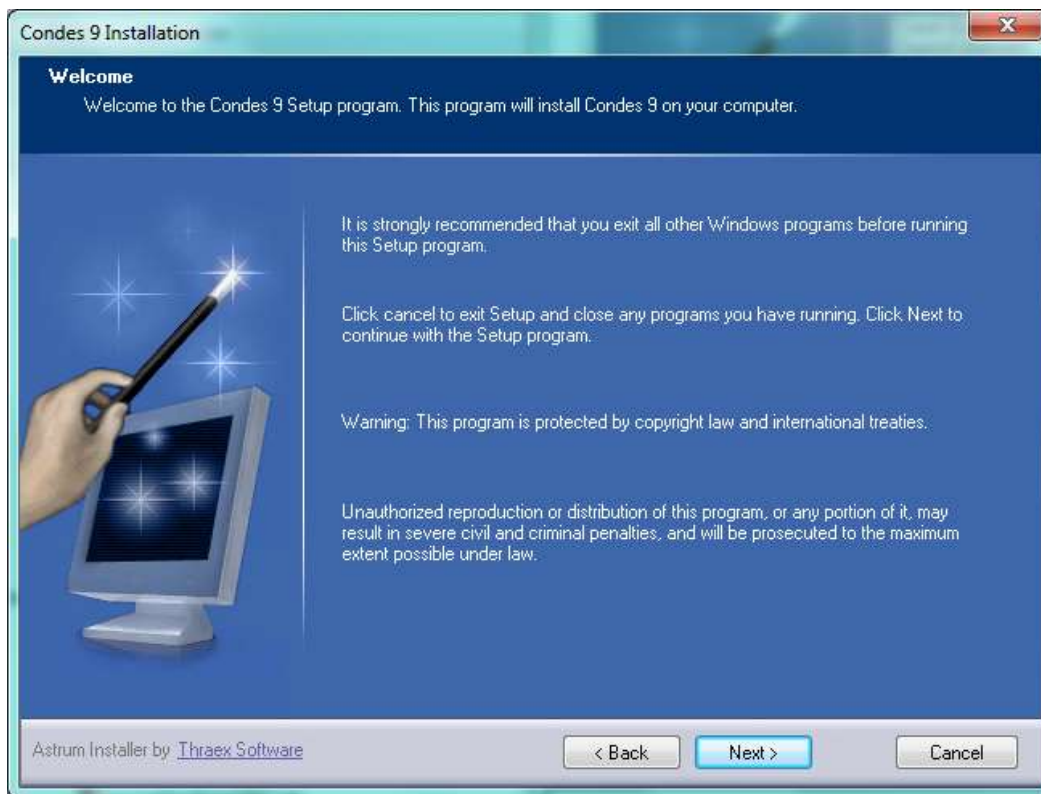 Condes 9 Installation
Welcome
Welcome to the Condes 9 Setup program. This program will install Condes 9 on your computer.
It is strongly recommended that you exit all other Windows programs before running
this Setup program.
Click cancel to exit Setup and close any programs you have running. Click Next to
continue with the Setup program.
Warning: This program is protected by copyright law and international treaties.
Unauthorized reproduction or distribution of this program, or any portion of it, may
result in severe civil and criminal penalties, and will be prosecuted to the maximum
extent possible under law.
Astrum Installer by Thraex Software
< Back
Next >
Cancel